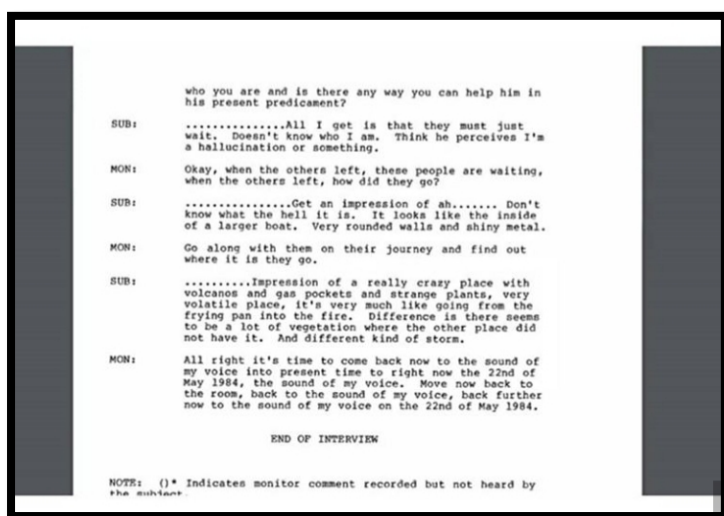 who you are and is there any way you can help him in
his present predicament?
SUB: ...............All I get is that they must just
wait. Doesn't know who I am. Think he perceives I'm
a hallucination or something.
MON: Okay, when the others left, these people are waiting,
when the others left, how did they go?
SUB: ................Get an impression of ah....... Don't
know what the hell it is. It looks like the inside
of a larger boat. Very rounded walls and shiny metal.
MON: Go along with them on their journey and find out
where it is they go.
SUB: ..........Impression of a really crazy place with
volcanos and gas pockets and strange plants, very
volatile place, it's very much like going from the
frying pan into the fire. Difference is there seems
to be a lot of vegetation where the other place did
not have it. And different kind of storm.
MON: All right it's time to come back now to the sound of
my voice into present time to right now the 22nd of
May 1984, the sound of my voice. Move now back to
the room, back to the sound of my voice, back further
now to the sound of my voice on the 22nd of May 1984.
END OF INTERVIEW
NOTE: ()* Indicates monitor comment recorded but not heard by
the subject.